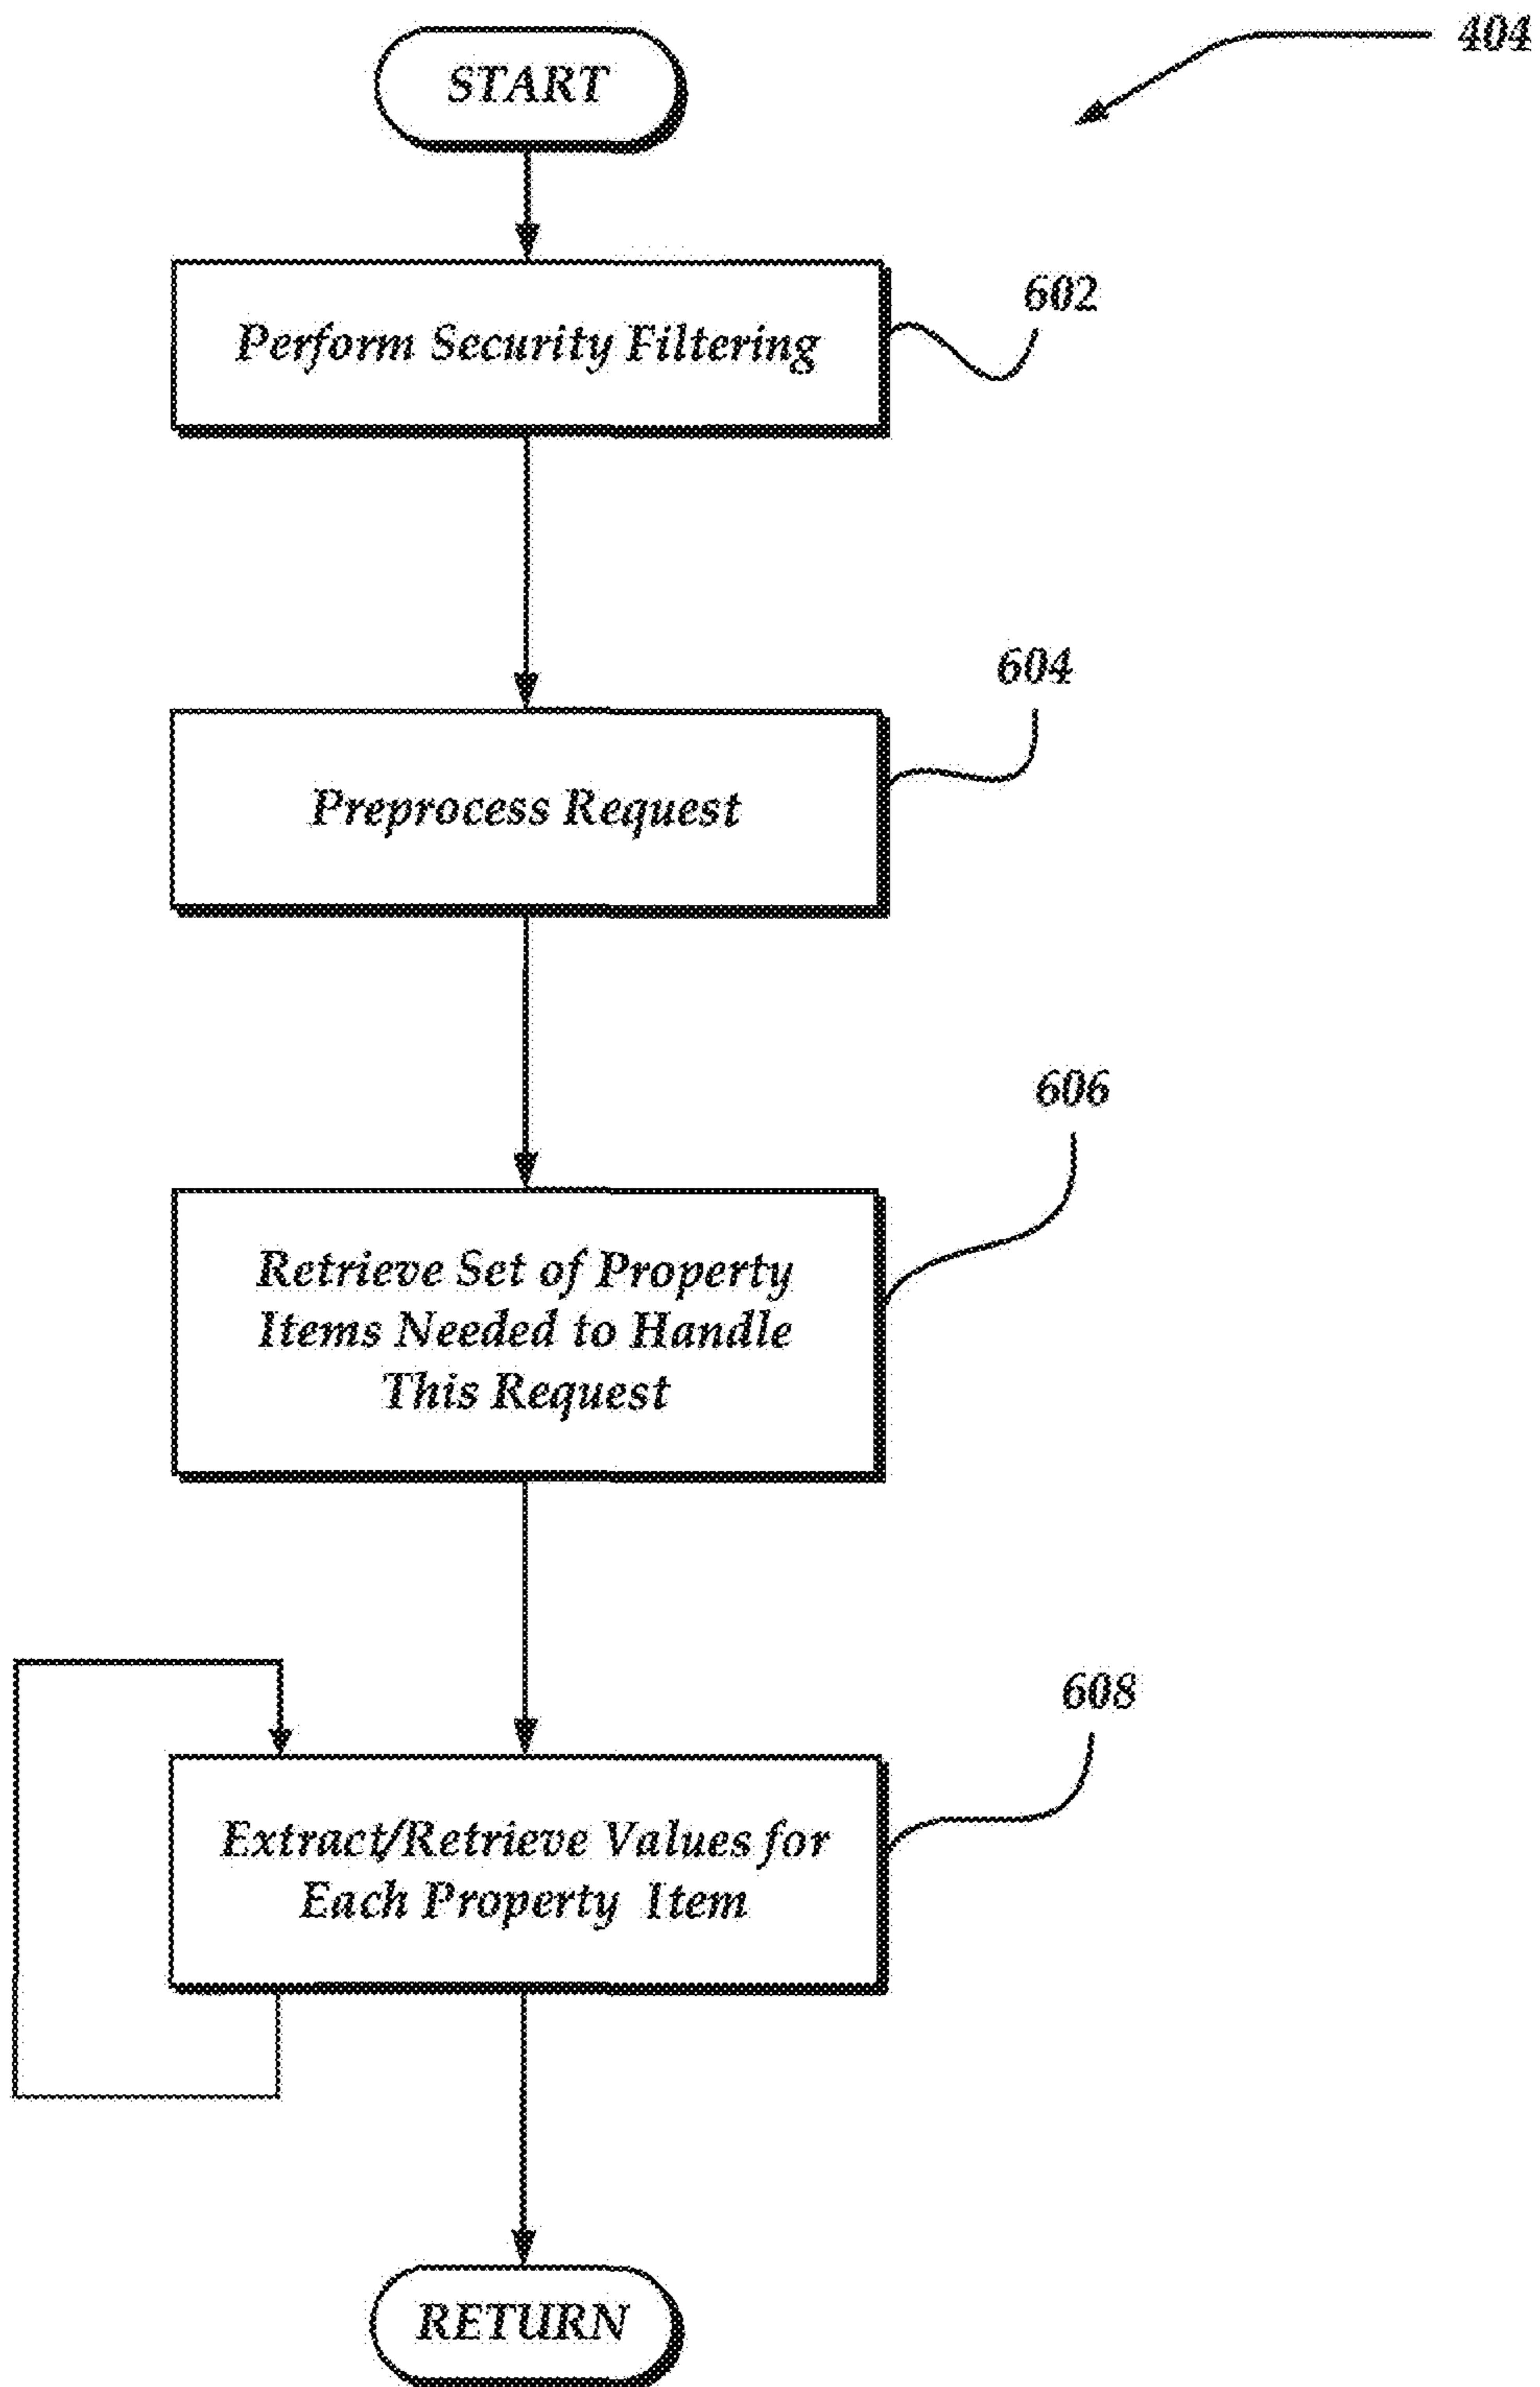 404
START
Perform Security Filtering
602
Preprocess Request
604
Retrieve Set of Property
Items Needed to Handle
This Request
606
Extract/Retrieve Values for
Each Property Item
608
RETURN